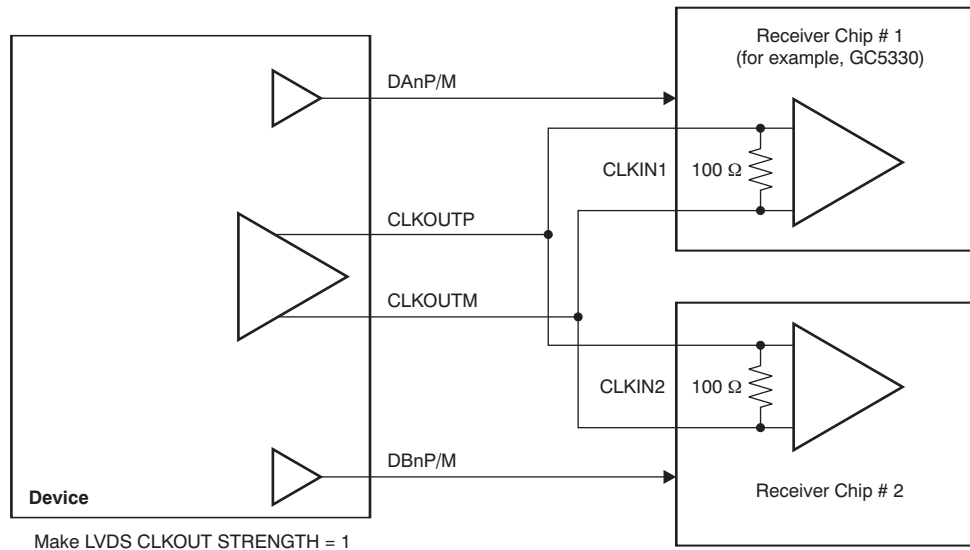 Receiver Chip # 1
(for example, GC5330)
DAnP/M
CLKIN1
100 Ω
CLKOUTP
CLKOUTM
CLKIN2
100 Ω
DBnP/M
Device
Receiver Chip # 2
Make LVDS CLKOUT STRENGTH = 1